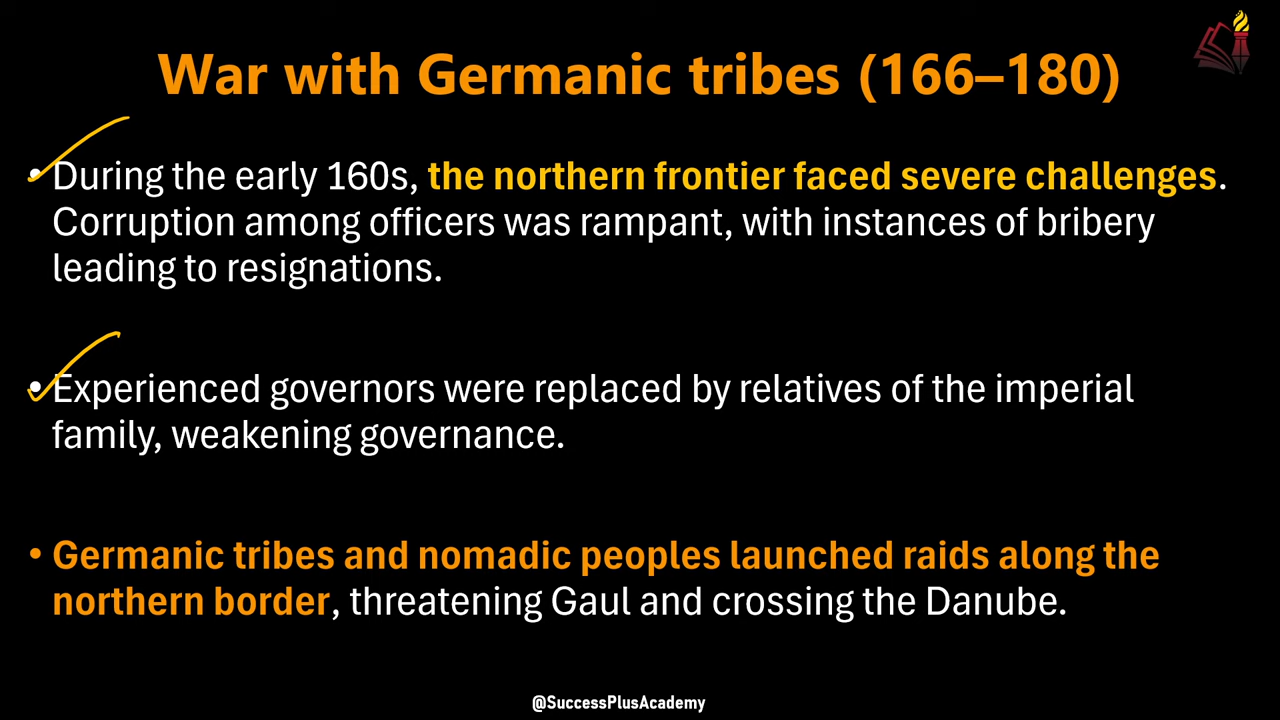 War with Germanic tribes (166–180)
• During the early 160s, the northern frontier faced severe challenges.
Corruption among officers was rampant, with instances of bribery
leading to resignations.
• Experienced governors were replaced by relatives of the imperial
family, weakening governance.
• Germanic tribes and nomadic peoples launched raids along the
northern border, threatening Gaul and crossing the Danube.
@SuccessPlusAcademy